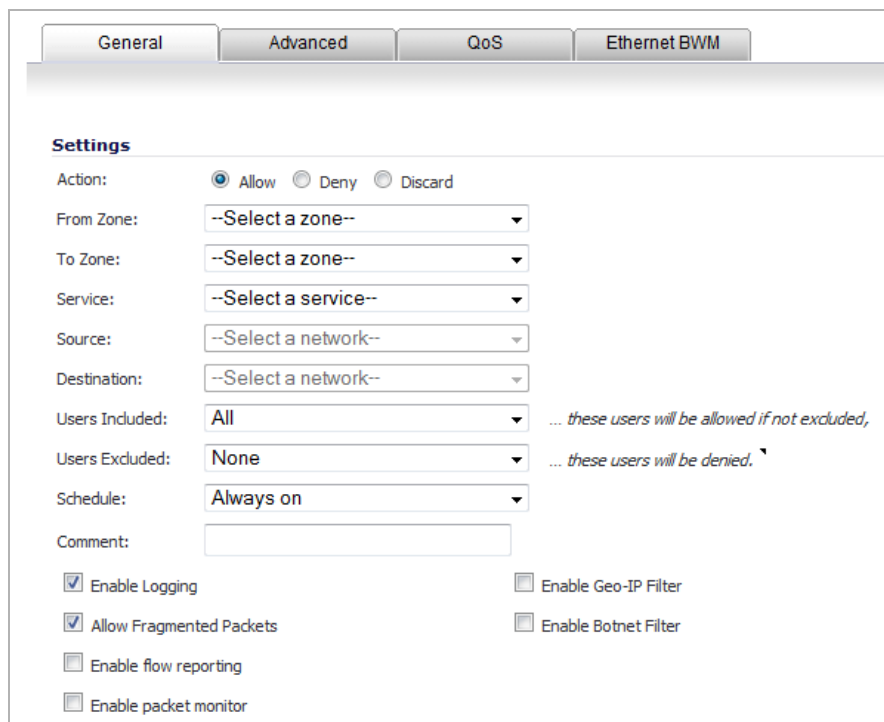 General Advanced QoS Ethernet BWM
Settings
Action: Allow Deny Discard
From Zone: --Select a zone--
To Zone: --Select a zone--
Service: --Select a service--
Source: --Select a network--
Destination: --Select a network--
Users Included: All ... these users will be allowed if not excluded,
Users Excluded: None ... these users will be denied.
Schedule: Always on
Comment:
Enable Logging Enable Geo-IP Filter
Allow Fragmented Packets Enable Botnet Filter
Enable flow reporting
Enable packet monitor